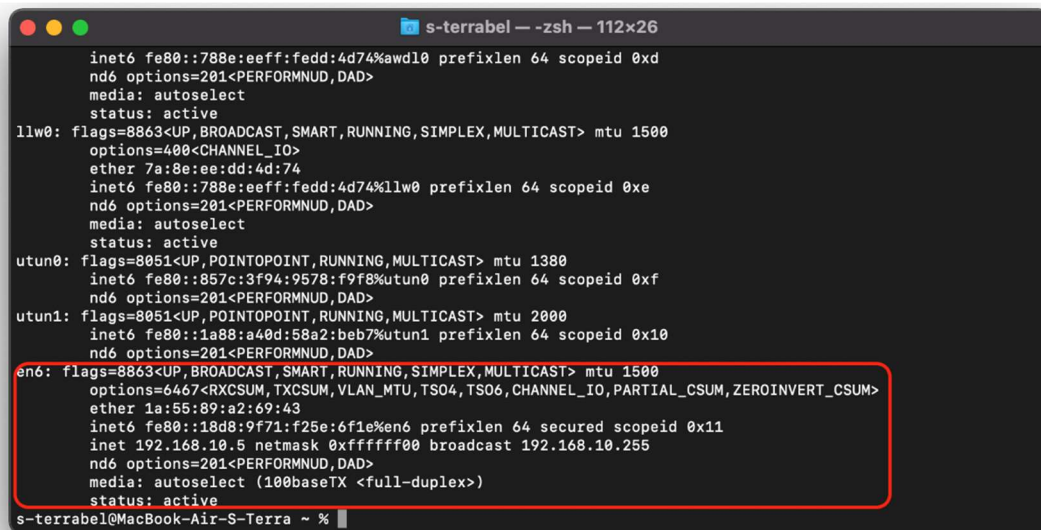 s-terrabel — -zsh — 112×26
inet6 fe80::788e:eeff:fedd:4d74%awdl0 prefixlen 64 scopeid 0xd
nd6 options=201<PERFORMNUD,DAD>
media: autoselect
status: active
llw0: flags=8863<UP,BROADCAST,SMART,RUNNING,SIMPLEX,MULTICAST> mtu 1500
options=400<CHANNEL_IO>
ether 7a:8e:ee:dd:4d:74
inet6 fe80::788e:eeff:fedd:4d74%llw0 prefixlen 64 scopeid 0xe
nd6 options=201<PERFORMNUD,DAD>
media: autoselect
status: active
utun0: flags=8051<UP,POINTOPOINT,RUNNING,MULTICAST> mtu 1380
inet6 fe80::857c:3f94:9578:f9f8%utun0 prefixlen 64 scopeid 0xf
nd6 options=201<PERFORMNUD,DAD>
utun1: flags=8051<UP,POINTOPOINT,RUNNING,MULTICAST> mtu 2000
inet6 fe80::1a88:a40d:58a2:beb7%utun1 prefixlen 64 scopeid 0x10
nd6 options=201<PERFORMNUD,DAD>
en6: flags=8863<UP,BROADCAST,SMART,RUNNING,SIMPLEX,MULTICAST> mtu 1500
options=6467<RXCSUM,TXCSUM,VLAN_MTU,TSO4,TSO6,CHANNEL_IO,PARTIAL_CSUM,ZEROINVERT_CSUM>
ether 1a:55:89:a2:69:43
inet6 fe80::18d8:9f71:f25e:6f1e%en6 prefixlen 64 secured scopeid 0x11
inet 192.168.10.5 netmask 0xffffff00 broadcast 192.168.10.255
nd6 options=201<PERFORMNUD,DAD>
media: autoselect (100baseTX <full-duplex>)
status: active
s-terrabel@MacBook-Air-S-Terra ~ %